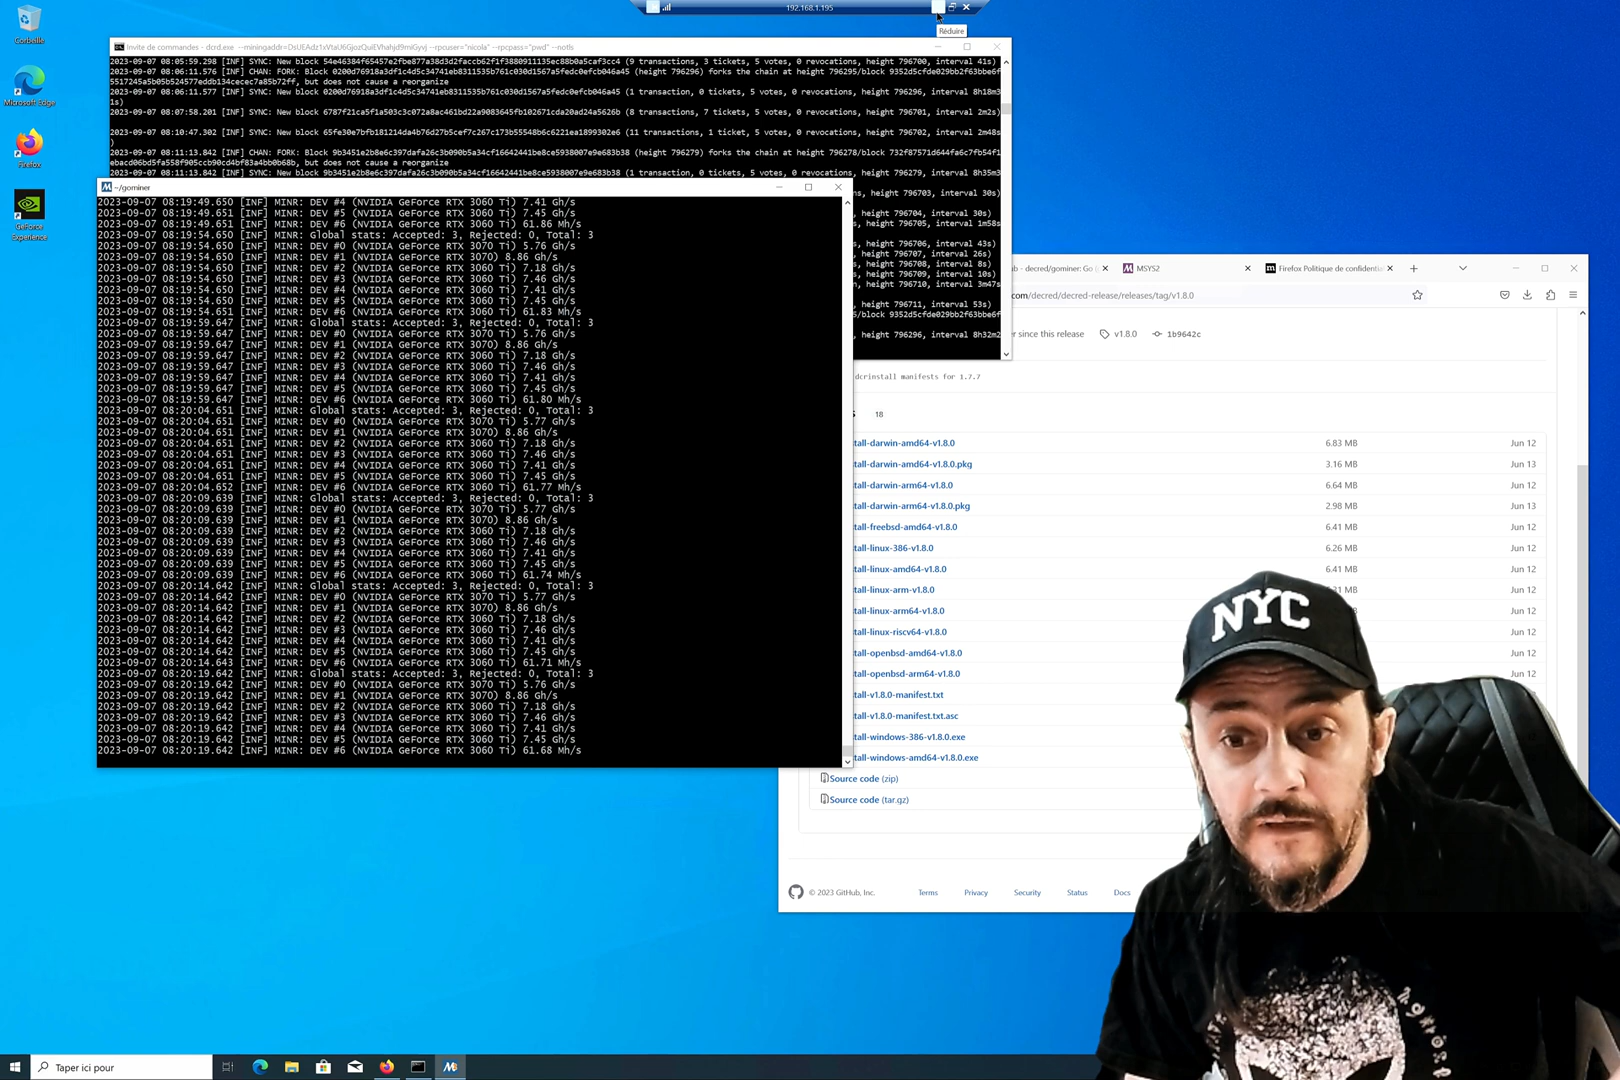 Corbeille
Microsoft Edge
Firefox
GeForce
Experience
192.168.1.195
Réduire
Invite de commandes - dcrd.exe --miningaddr=DsUEAdz1xVtaU6GjozQuiEVhahjd9miGyvj --rpcuser="nicola" --rpcpass="pwd" --notls
2023-09-07 08:05:59.298 [INF] SYNC: New block 54e46384f65457e2fbe877a38d3d2faccb62f1f3880911135ec88b0a5caf3cc4 (9 transactions, 3 tickets, 5 votes, 0 revocations, height 796700, interval 41s)
2023-09-07 08:06:11.576 [INF] CHAN: FORK: Block 0200d76918a3df1c4d5c34741eb8311535b761c030d1567a5fedc0efcb046a45 (height 796296) forks the chain at height 796295/block 9352d5cfde029bb2f63bbe6f
5517245a5b05b524577eddb134cecec7a85b72ff, but does not cause a reorganize
2023-09-07 08:06:11.577 [INF] SYNC: New block 0200d76918a3df1c4d5c34741eb8311535b761c030d1567a5fedc0efcb046a45 (1 transaction, 0 tickets, 5 votes, 0 revocations, height 796296, interval 8h18m3
1s)
2023-09-07 08:07:58.201 [INF] SYNC: New block 6787f21ca5f1a503c3c072a8ac461bd22a9083645fb102671cda20ad24a5626b (8 transactions, 7 tickets, 5 votes, 0 revocations, height 796701, interval 2m2s)
2023-09-07 08:10:47.302 [INF] SYNC: New block 65fe30e7bfb181214da4b76d27b5cef7c267c173b55548b6c6221ea1899302e6 (11 transactions, 1 ticket, 5 votes, 0 revocations, height 796702, interval 2m48s
)
2023-09-07 08:11:13.842 [INF] CHAN: FORK: Block 9b3451e2b8e6c397dafa26c3b090b5a34cf16642441be8ce5938007e9e683b38 (height 796279) forks the chain at height 796278/block 732f87571d644fa6c7fb54f1
ebacd06bd5fa558f905ccb90cd4bf83a4bb0b68b, but does not cause a reorganize
2023-09-07 08:11:13.842 [INF] SYNC: New block 9b3451e2b8e6c397dafa26c3b090b5a34cf16642441be8ce5938007e9e683b38 (1 transaction, 0 tickets, 5 votes, 0 revocations, height 796279, interval 8h35m3
ns, height 796703, interval 30s)
, height 796704, interval 30s)
, height 796705, interval 1m58s
, height 796706, interval 43s)
, height 796707, interval 26s)
, height 796708, interval 8s)
, height 796709, interval 10s)
, height 796710, interval 3m47s
, height 796711, interval 53s)
5/block 9352d5cfde029bb2f63bbe6f
, height 796296, interval 8h32m2
~/gominer
2023-09-07 08:19:49.650 [INF] MINR: DEV #4 (NVIDIA GeForce RTX 3060 Ti) 7.41 Gh/s
2023-09-07 08:19:49.651 [INF] MINR: DEV #5 (NVIDIA GeForce RTX 3060 Ti) 7.45 Gh/s
2023-09-07 08:19:49.651 [INF] MINR: DEV #6 (NVIDIA GeForce RTX 3060 Ti) 61.86 Mh/s
2023-09-07 08:19:54.650 [INF] MINR: Global stats: Accepted: 3, Rejected: 0, Total: 3
2023-09-07 08:19:54.650 [INF] MINR: DEV #0 (NVIDIA GeForce RTX 3070 Ti) 5.76 Gh/s
2023-09-07 08:19:54.650 [INF] MINR: DEV #1 (NVIDIA GeForce RTX 3070) 8.86 Gh/s
2023-09-07 08:19:54.650 [INF] MINR: DEV #2 (NVIDIA GeForce RTX 3060 Ti) 7.18 Gh/s
2023-09-07 08:19:54.650 [INF] MINR: DEV #3 (NVIDIA GeForce RTX 3060 Ti) 7.46 Gh/s
2023-09-07 08:19:54.650 [INF] MINR: DEV #4 (NVIDIA GeForce RTX 3060 Ti) 7.41 Gh/s
2023-09-07 08:19:54.650 [INF] MINR: DEV #5 (NVIDIA GeForce RTX 3060 Ti) 7.45 Gh/s
2023-09-07 08:19:54.650 [INF] MINR: DEV #6 (NVIDIA GeForce RTX 3060 Ti) 61.83 Mh/s
2023-09-07 08:19:59.647 [INF] MINR: Global stats: Accepted: 3, Rejected: 0, Total: 3
2023-09-07 08:19:59.647 [INF] MINR: DEV #0 (NVIDIA GeForce RTX 3070 Ti) 5.76 Gh/s
2023-09-07 08:19:59.647 [INF] MINR: DEV #1 (NVIDIA GeForce RTX 3070) 8.86 Gh/s
2023-09-07 08:19:59.647 [INF] MINR: DEV #2 (NVIDIA GeForce RTX 3060 Ti) 7.18 Gh/s
2023-09-07 08:19:59.647 [INF] MINR: DEV #3 (NVIDIA GeForce RTX 3060 Ti) 7.46 Gh/s
2023-09-07 08:19:59.647 [INF] MINR: DEV #4 (NVIDIA GeForce RTX 3060 Ti) 7.41 Gh/s
2023-09-07 08:19:59.647 [INF] MINR: DEV #5 (NVIDIA GeForce RTX 3060 Ti) 7.45 Gh/s
2023-09-07 08:19:59.647 [INF] MINR: DEV #6 (NVIDIA GeForce RTX 3060 Ti) 61.80 Mh/s
2023-09-07 08:20:04.651 [INF] MINR: Global stats: Accepted: 3, Rejected: 0, Total: 3
2023-09-07 08:20:04.651 [INF] MINR: DEV #0 (NVIDIA GeForce RTX 3070 Ti) 5.77 Gh/s
2023-09-07 08:20:04.651 [INF] MINR: DEV #1 (NVIDIA GeForce RTX 3070) 8.86 Gh/s
2023-09-07 08:20:04.651 [INF] MINR: DEV #2 (NVIDIA GeForce RTX 3060 Ti) 7.18 Gh/s
2023-09-07 08:20:04.651 [INF] MINR: DEV #3 (NVIDIA GeForce RTX 3060 Ti) 7.46 Gh/s
2023-09-07 08:20:04.651 [INF] MINR: DEV #4 (NVIDIA GeForce RTX 3060 Ti) 7.41 Gh/s
2023-09-07 08:20:04.651 [INF] MINR: DEV #5 (NVIDIA GeForce RTX 3060 Ti) 7.45 Gh/s
2023-09-07 08:20:04.652 [INF] MINR: DEV #6 (NVIDIA GeForce RTX 3060 Ti) 61.77 Mh/s
2023-09-07 08:20:09.639 [INF] MINR: Global stats: Accepted: 3, Rejected: 0, Total: 3
2023-09-07 08:20:09.639 [INF] MINR: DEV #0 (NVIDIA GeForce RTX 3070 Ti) 5.77 Gh/s
2023-09-07 08:20:09.639 [INF] MINR: DEV #1 (NVIDIA GeForce RTX 3070) 8.86 Gh/s
2023-09-07 08:20:09.639 [INF] MINR: DEV #2 (NVIDIA GeForce RTX 3060 Ti) 7.18 Gh/s
2023-09-07 08:20:09.639 [INF] MINR: DEV #3 (NVIDIA GeForce RTX 3060 Ti) 7.46 Gh/s
2023-09-07 08:20:09.639 [INF] MINR: DEV #4 (NVIDIA GeForce RTX 3060 Ti) 7.41 Gh/s
2023-09-07 08:20:09.639 [INF] MINR: DEV #5 (NVIDIA GeForce RTX 3060 Ti) 7.45 Gh/s
2023-09-07 08:20:09.639 [INF] MINR: DEV #6 (NVIDIA GeForce RTX 3060 Ti) 61.74 Mh/s
2023-09-07 08:20:14.642 [INF] MINR: Global stats: Accepted: 3, Rejected: 0, Total: 3
2023-09-07 08:20:14.642 [INF] MINR: DEV #0 (NVIDIA GeForce RTX 3070 Ti) 5.77 Gh/s
2023-09-07 08:20:14.642 [INF] MINR: DEV #1 (NVIDIA GeForce RTX 3070) 8.86 Gh/s
2023-09-07 08:20:14.642 [INF] MINR: DEV #2 (NVIDIA GeForce RTX 3060 Ti) 7.18 Gh/s
2023-09-07 08:20:14.642 [INF] MINR: DEV #3 (NVIDIA GeForce RTX 3060 Ti) 7.46 Gh/s
2023-09-07 08:20:14.642 [INF] MINR: DEV #4 (NVIDIA GeForce RTX 3060 Ti) 7.41 Gh/s
2023-09-07 08:20:14.642 [INF] MINR: DEV #5 (NVIDIA GeForce RTX 3060 Ti) 7.45 Gh/s
2023-09-07 08:20:14.643 [INF] MINR: DEV #6 (NVIDIA GeForce RTX 3060 Ti) 61.71 Mh/s
2023-09-07 08:20:19.642 [INF] MINR: Global stats: Accepted: 3, Rejected: 0, Total: 3
2023-09-07 08:20:19.642 [INF] MINR: DEV #0 (NVIDIA GeForce RTX 3070 Ti) 5.76 Gh/s
2023-09-07 08:20:19.642 [INF] MINR: DEV #1 (NVIDIA GeForce RTX 3070) 8.86 Gh/s
2023-09-07 08:20:19.642 [INF] MINR: DEV #2 (NVIDIA GeForce RTX 3060 Ti) 7.18 Gh/s
2023-09-07 08:20:19.642 [INF] MINR: DEV #3 (NVIDIA GeForce RTX 3060 Ti) 7.46 Gh/s
2023-09-07 08:20:19.642 [INF] MINR: DEV #4 (NVIDIA GeForce RTX 3060 Ti) 7.41 Gh/s
2023-09-07 08:20:19.642 [INF] MINR: DEV #5 (NVIDIA GeForce RTX 3060 Ti) 7.45 Gh/s
2023-09-07 08:20:19.642 [INF] MINR: DEV #6 (NVIDIA GeForce RTX 3060 Ti) 61.68 Mh/s
ub - decred/gominer: Go (
MSYS2
Firefox Politique de confidential
.com/decred/decred-release/releases/tag/v1.8.0
er since this release v1.8.0 1b9642c
dcrinstall manifests for 1.7.7
s 18
tall-darwin-amd64-v1.8.0 6.83 MB Jun 12
tall-darwin-amd64-v1.8.0.pkg 3.16 MB Jun 13
tall-darwin-arm64-v1.8.0 6.64 MB Jun 12
tall-darwin-arm64-v1.8.0.pkg 2.98 MB Jun 13
tall-freebsd-amd64-v1.8.0 6.41 MB Jun 12
tall-linux-386-v1.8.0 6.26 MB Jun 12
tall-linux-amd64-v1.8.0 6.41 MB Jun 12
tall-linux-arm-v1.8.0 MB Jun 12
tall-linux-arm64-v1.8.0 Jun 12
tall-linux-riscv64-v1.8.0 Jun 12
tall-openbsd-amd64-v1.8.0 Jun 12
tall-openbsd-arm64-v1.8.0 Jun 12
tall-v1.8.0-manifest.txt
tall-v1.8.0-manifest.txt.asc
tall-windows-386-v1.8.0.exe
tall-windows-amd64-v1.8.0.exe
Source code (zip)
Source code (tar.gz)
© 2023 GitHub, Inc. Terms Privacy Security Status Docs
NYC
Taper ici pour